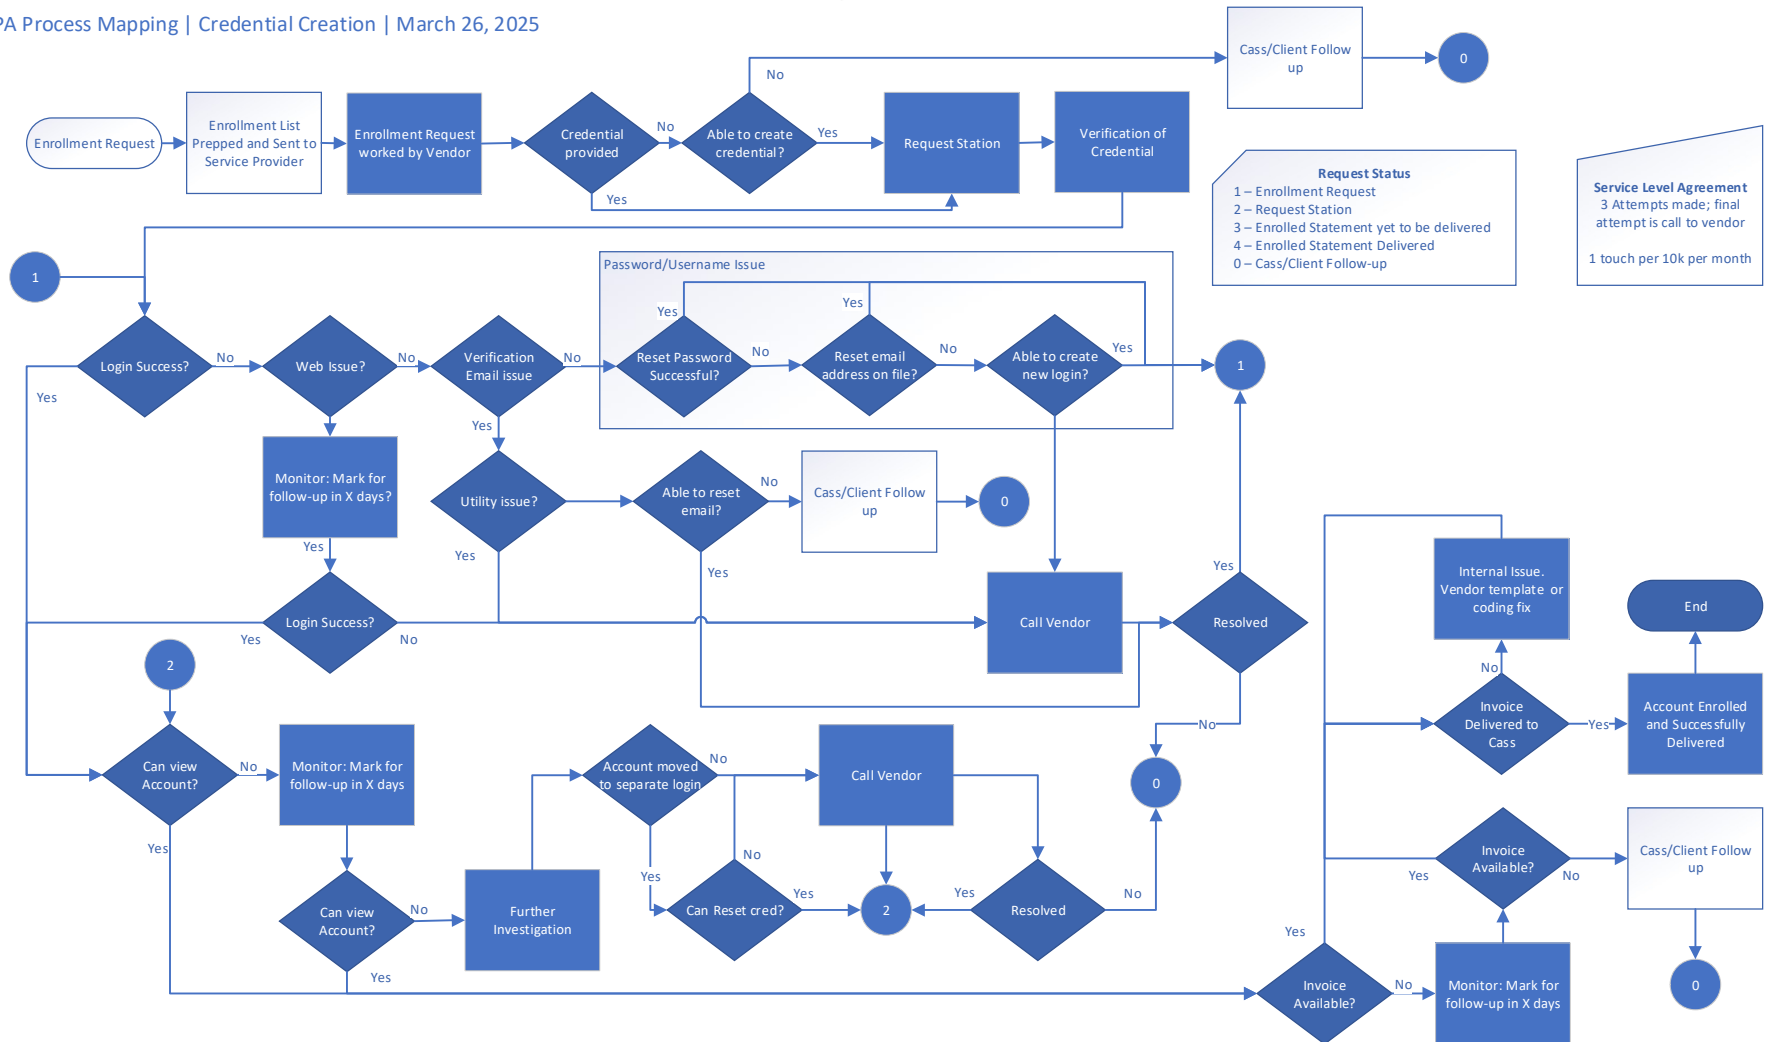 PA Process Mapping | Credential Creation | March 26, 2025
Cass/Client Follow
up
0
No
Enrollment Request
Enrollment List
Prepped and Sent to
Service Provider
Enrollment Request
worked by Vendor
Credential
provided
No
Able to create
credential?
Yes
Request Station
Verification of
Credential
Yes
Request Status
1 – Enrollment Request
2 – Request Station
3 – Enrolled Statement yet to be delivered
4 – Enrolled Statement Delivered
0 – Cass/Client Follow-up
Service Level Agreement
3 Attempts made; final
attempt is call to vendor
1 touch per 10k per month
1
Password/Username Issue
Yes
Yes
Login Success?
No
Web Issue?
No
Verification
Email issue
No
Reset Password
Successful?
No
Reset email
address on file?
No
Able to create
new login?
Yes
1
Yes
Yes
Monitor: Mark for
follow-up in X days?
Utility issue?
Able to reset
email?
No
Cass/Client Follow
up
0
Yes
Yes
Yes
Yes
Login Success?
Yes
No
Call Vendor
Resolved
Internal Issue.
Vendor template or
coding fix
End
2
No
No
Can view
Account?
No
Monitor: Mark for
follow-up in X days
Account moved
to separate login
No
Call Vendor
0
Invoice
Delivered to
Cass
Yes
Account Enrolled
and Successfully
Delivered
Yes
No
Yes
Can view
Account?
No
Further
Investigation
Can Reset cred?
Yes
2
Yes
Resolved
No
Invoice
Available?
Yes
No
Cass/Client Follow
up
Yes
Yes
Invoice
Available?
No
Monitor: Mark for
follow-up in X days
0